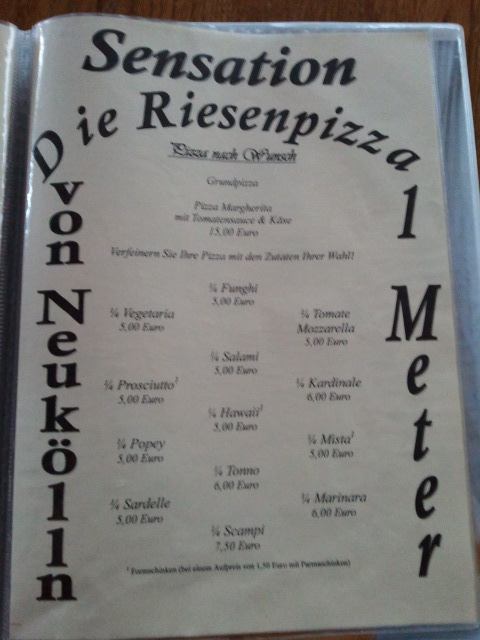 Sensation
Die Riesenpizza
von Neukölln
1 Meter
Pizza nach Wunsch
Grundpizza
Pizza Margherita
mit Tomatensauce & Käse
15,00 Euro
Verfeinern Sie Ihre Pizza mit den Zutaten Ihrer Wahl!
¼ Funghi
5,00 Euro
¼ Vegetaria
5,00 Euro
¼ Tomate
Mozzarella
5,00 Euro
¼ Salami
5,00 Euro
¼ Prosciutto¹
5,00 Euro
¼ Kardinale
6,00 Euro
¼ Hawaii¹
5,00 Euro
¼ Popey
5,00 Euro
¼ Mista¹
5,00 Euro
¼ Tonno
6,00 Euro
¼ Sardelle
5,00 Euro
¼ Marinara
6,00 Euro
¼ Scampi
7,50 Euro
¹ Formschinken (bei einem Aufpreis von 1,50 Euro mit Parmaschinken)